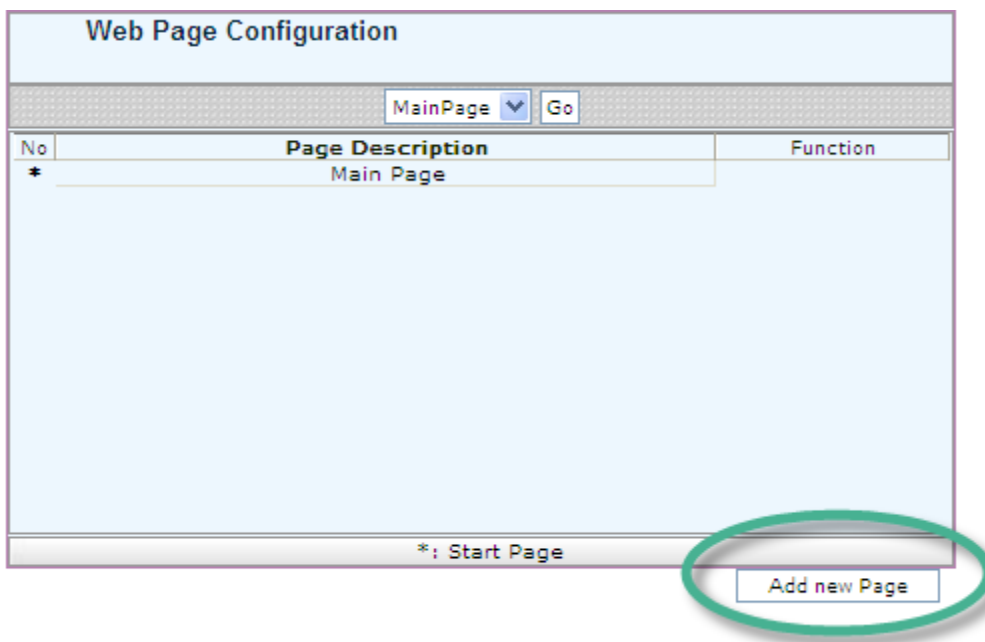 Web Page Configuration
MainPage Go
No Page Description Function
* Main Page
*: Start Page
Add new Page